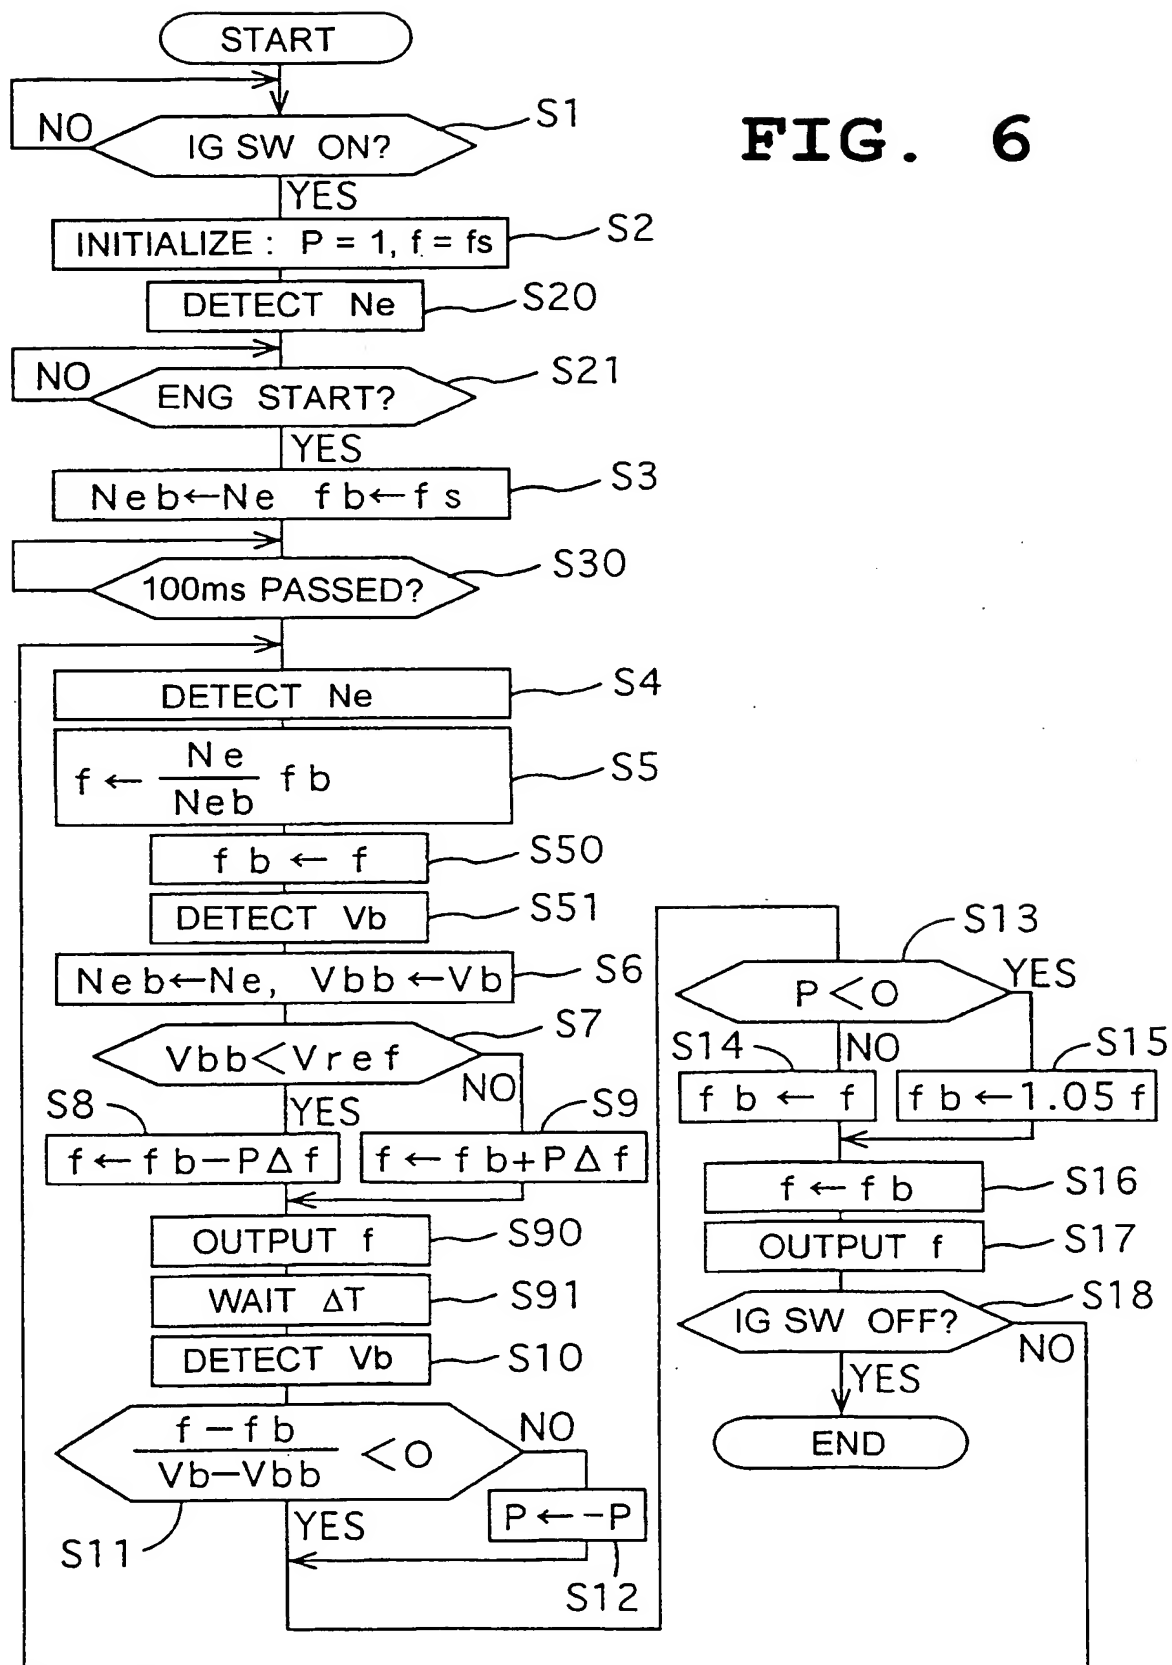 FIG. 6
START
NO
IG SW ON?
S1
YES
INITIALIZE : P = 1, f = fs
S2
DETECT Ne
S20
NO
ENG START?
S21
YES
Neb←Ne fb←fs
S3
100ms PASSED?
S30
DETECT Ne
S4
f ← Ne/Neb fb
S5
fb ← f
S50
DETECT Vb
S51
Neb←Ne, Vbb←Vb
S6
Vbb<Vref
S7
NO
YES
S8
f←fb−PΔf
S9
f←fb+PΔf
OUTPUT f
S90
WAIT ΔT
S91
DETECT Vb
S10
f−fb/Vb−Vbb <0
NO
S11
YES
P←−P
S12
S13
P<0
YES
S14
NO
S15
fb ← f
fb←1.05f
f←fb
S16
OUTPUT f
S17
IG SW OFF?
S18
NO
YES
END